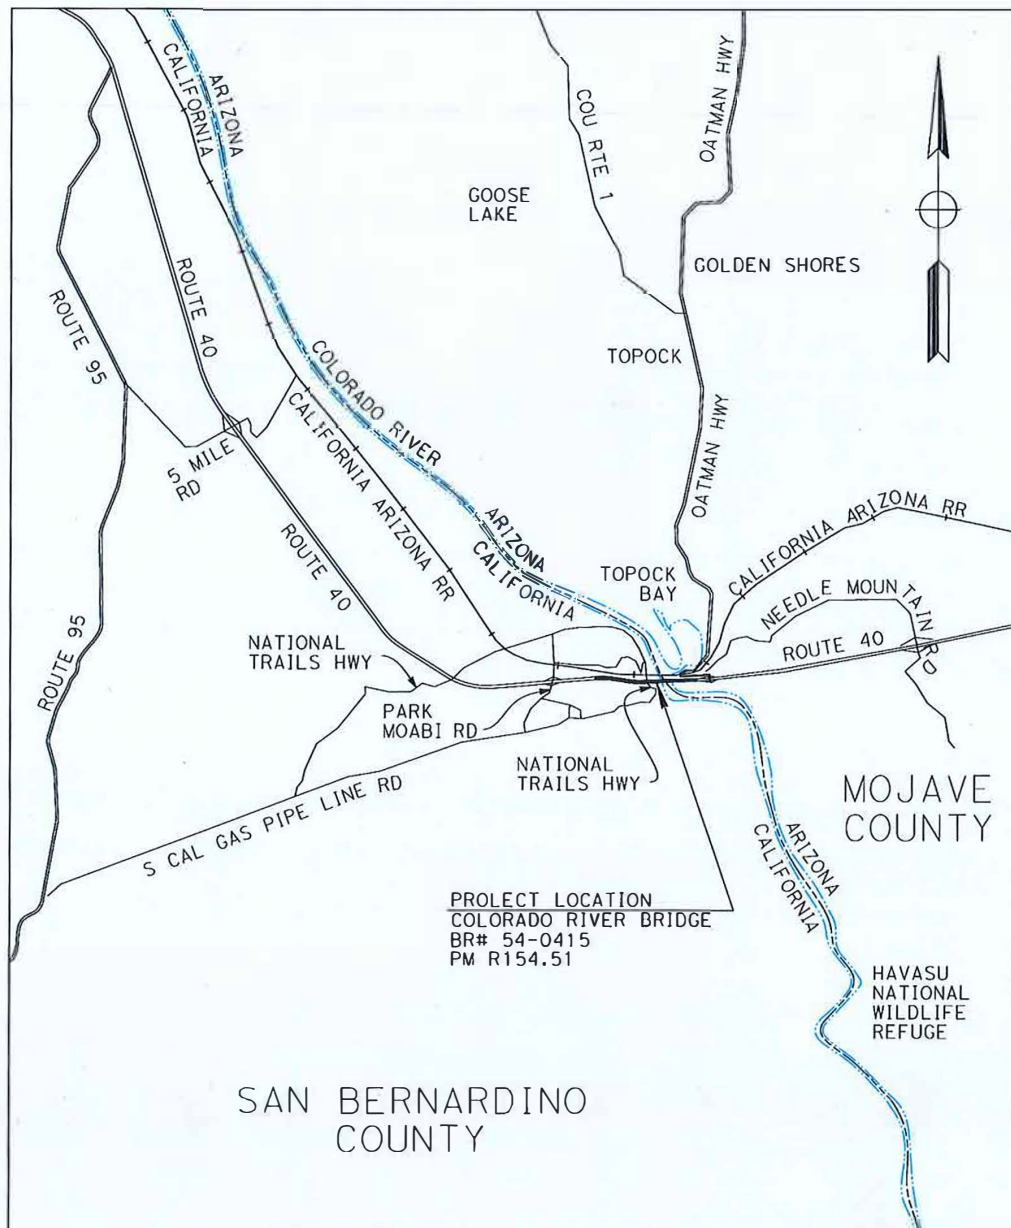 ARIZONA
CALIFORNIA
OATMAN HWY
COU RTE 1
GOOSE
LAKE
GOLDEN SHORES
ROUTE 40
ROUTE 95
TOPOCK
COLORADO RIVER
CALIFORNIA ARIZONA RR
5 MILE
RD
OATMAN HWY
ROUTE 40
ARIZONA
CALIFORNIA
CALIFORNIA ARIZONA RR
TOPOCK
BAY
NEEDLE MOUNTAIN RD
ROUTE 40
ROUTE 95
NATIONAL
TRAILS HWY
PARK
MOABI RD
NATIONAL
TRAILS HWY
S CAL GAS PIPE LINE RD
MOJAVE
COUNTY
ARIZONA
CALIFORNIA
PROLECT LOCATION
COLORADO RIVER BRIDGE
BR# 54-0415
PM R154.51
HAVASU
NATIONAL
WILDLIFE
REFUGE
SAN BERNARDINO
COUNTY